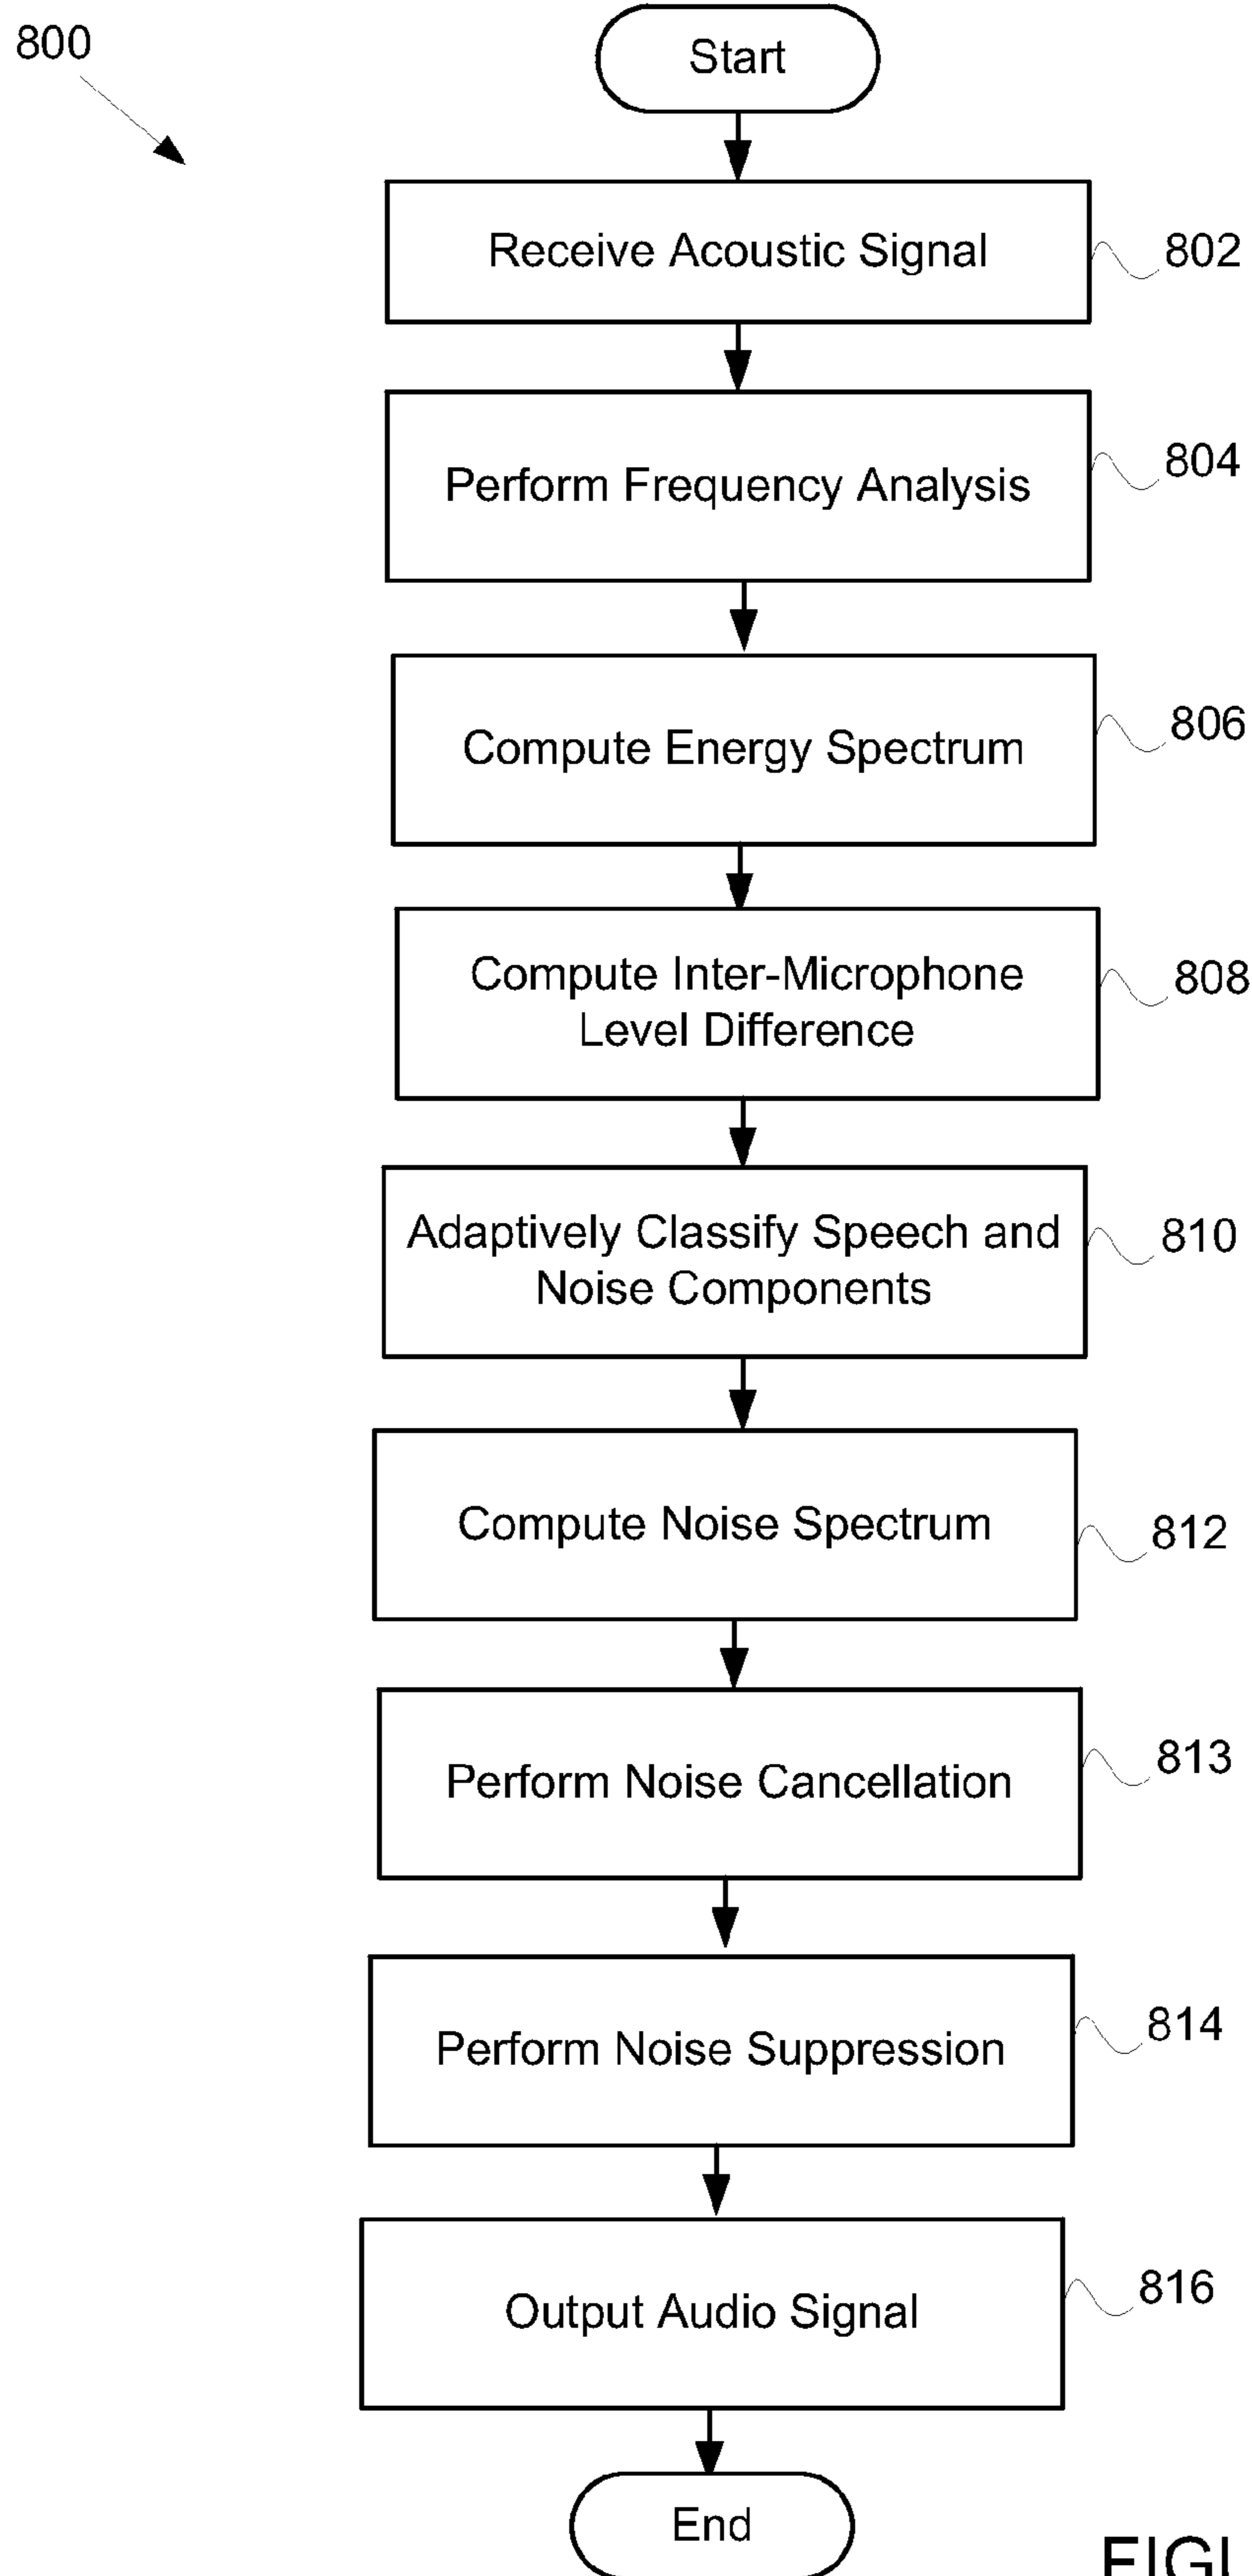 800
Start
Receive Acoustic Signal
802
Perform Frequency Analysis
804
Compute Energy Spectrum
806
Compute Inter-Microphone
Level Difference
808
Adaptively Classify Speech and
Noise Components
810
Compute Noise Spectrum
812
Perform Noise Cancellation
813
Perform Noise Suppression
814
Output Audio Signal
816
End